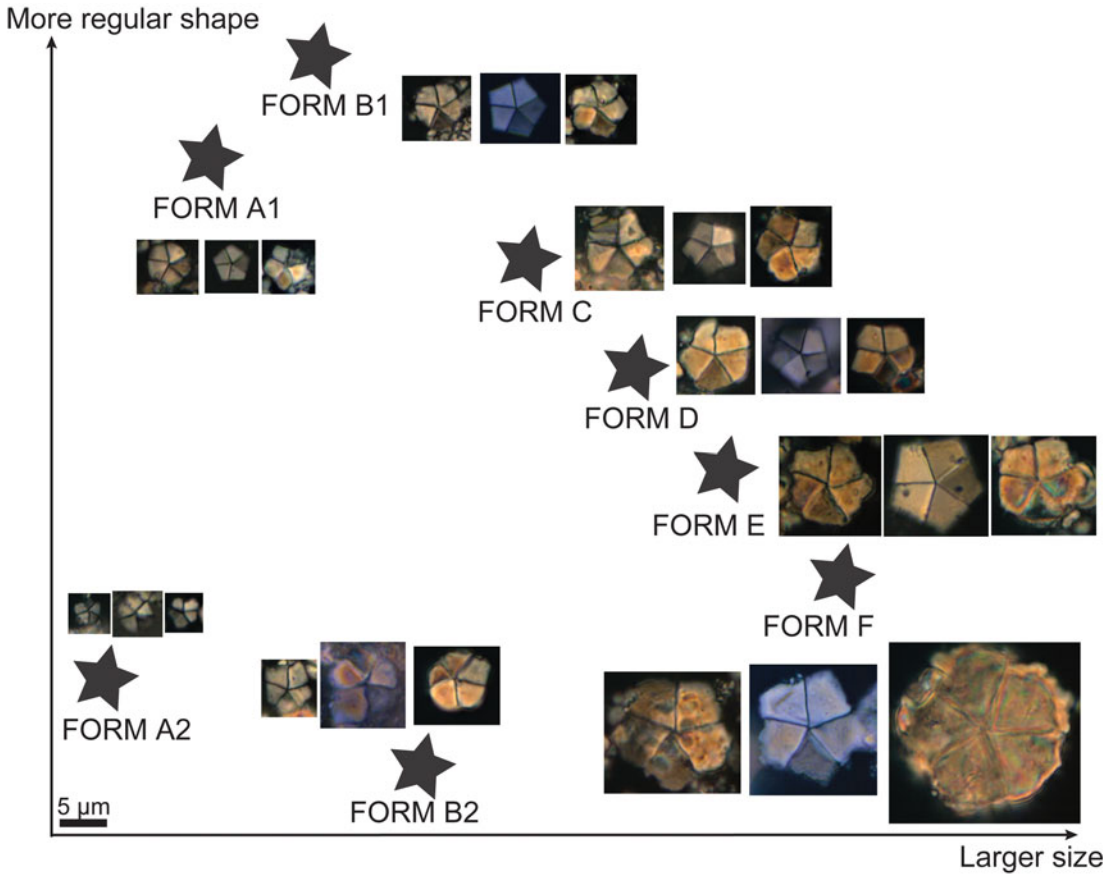 More regular shape
FORM B1
FORM A1
FORM C
FORM D
FORM E
FORM F
FORM A2
FORM B2
5 µm
Larger size